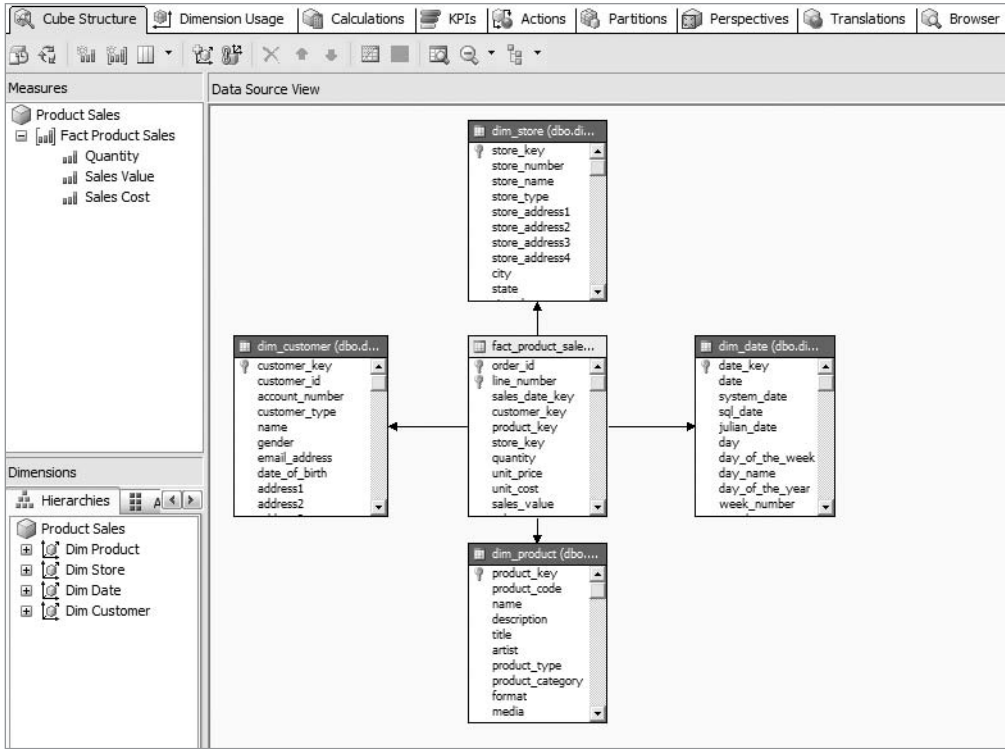 Cube Structure Dimension Usage Calculations KPIs Actions Partitions Perspectives Translations Browser
Measures
Product Sales
Fact Product Sales
Quantity
Sales Value
Sales Cost
Dimensions
Hierarchies A
Product Sales
Dim Product
Dim Store
Dim Date
Dim Customer
Data Source View
dim_store (dbo.di...
store_key
store_number
store_name
store_type
store_address1
store_address2
store_address3
store_address4
city
state
dim_customer (dbo.d...
customer_key
customer_id
account_number
customer_type
name
gender
email_address
date_of_birth
address1
address2
fact_product_sale...
order_id
line_number
sales_date_key
customer_key
product_key
store_key
quantity
unit_price
unit_cost
sales_value
dim_date (dbo.di...
date_key
date
system_date
sql_date
julian_date
day
day_of_the_week
day_name
day_of_the_year
week_number
dim_product (dbo....
product_key
product_code
name
description
title
artist
product_type
product_category
format
media